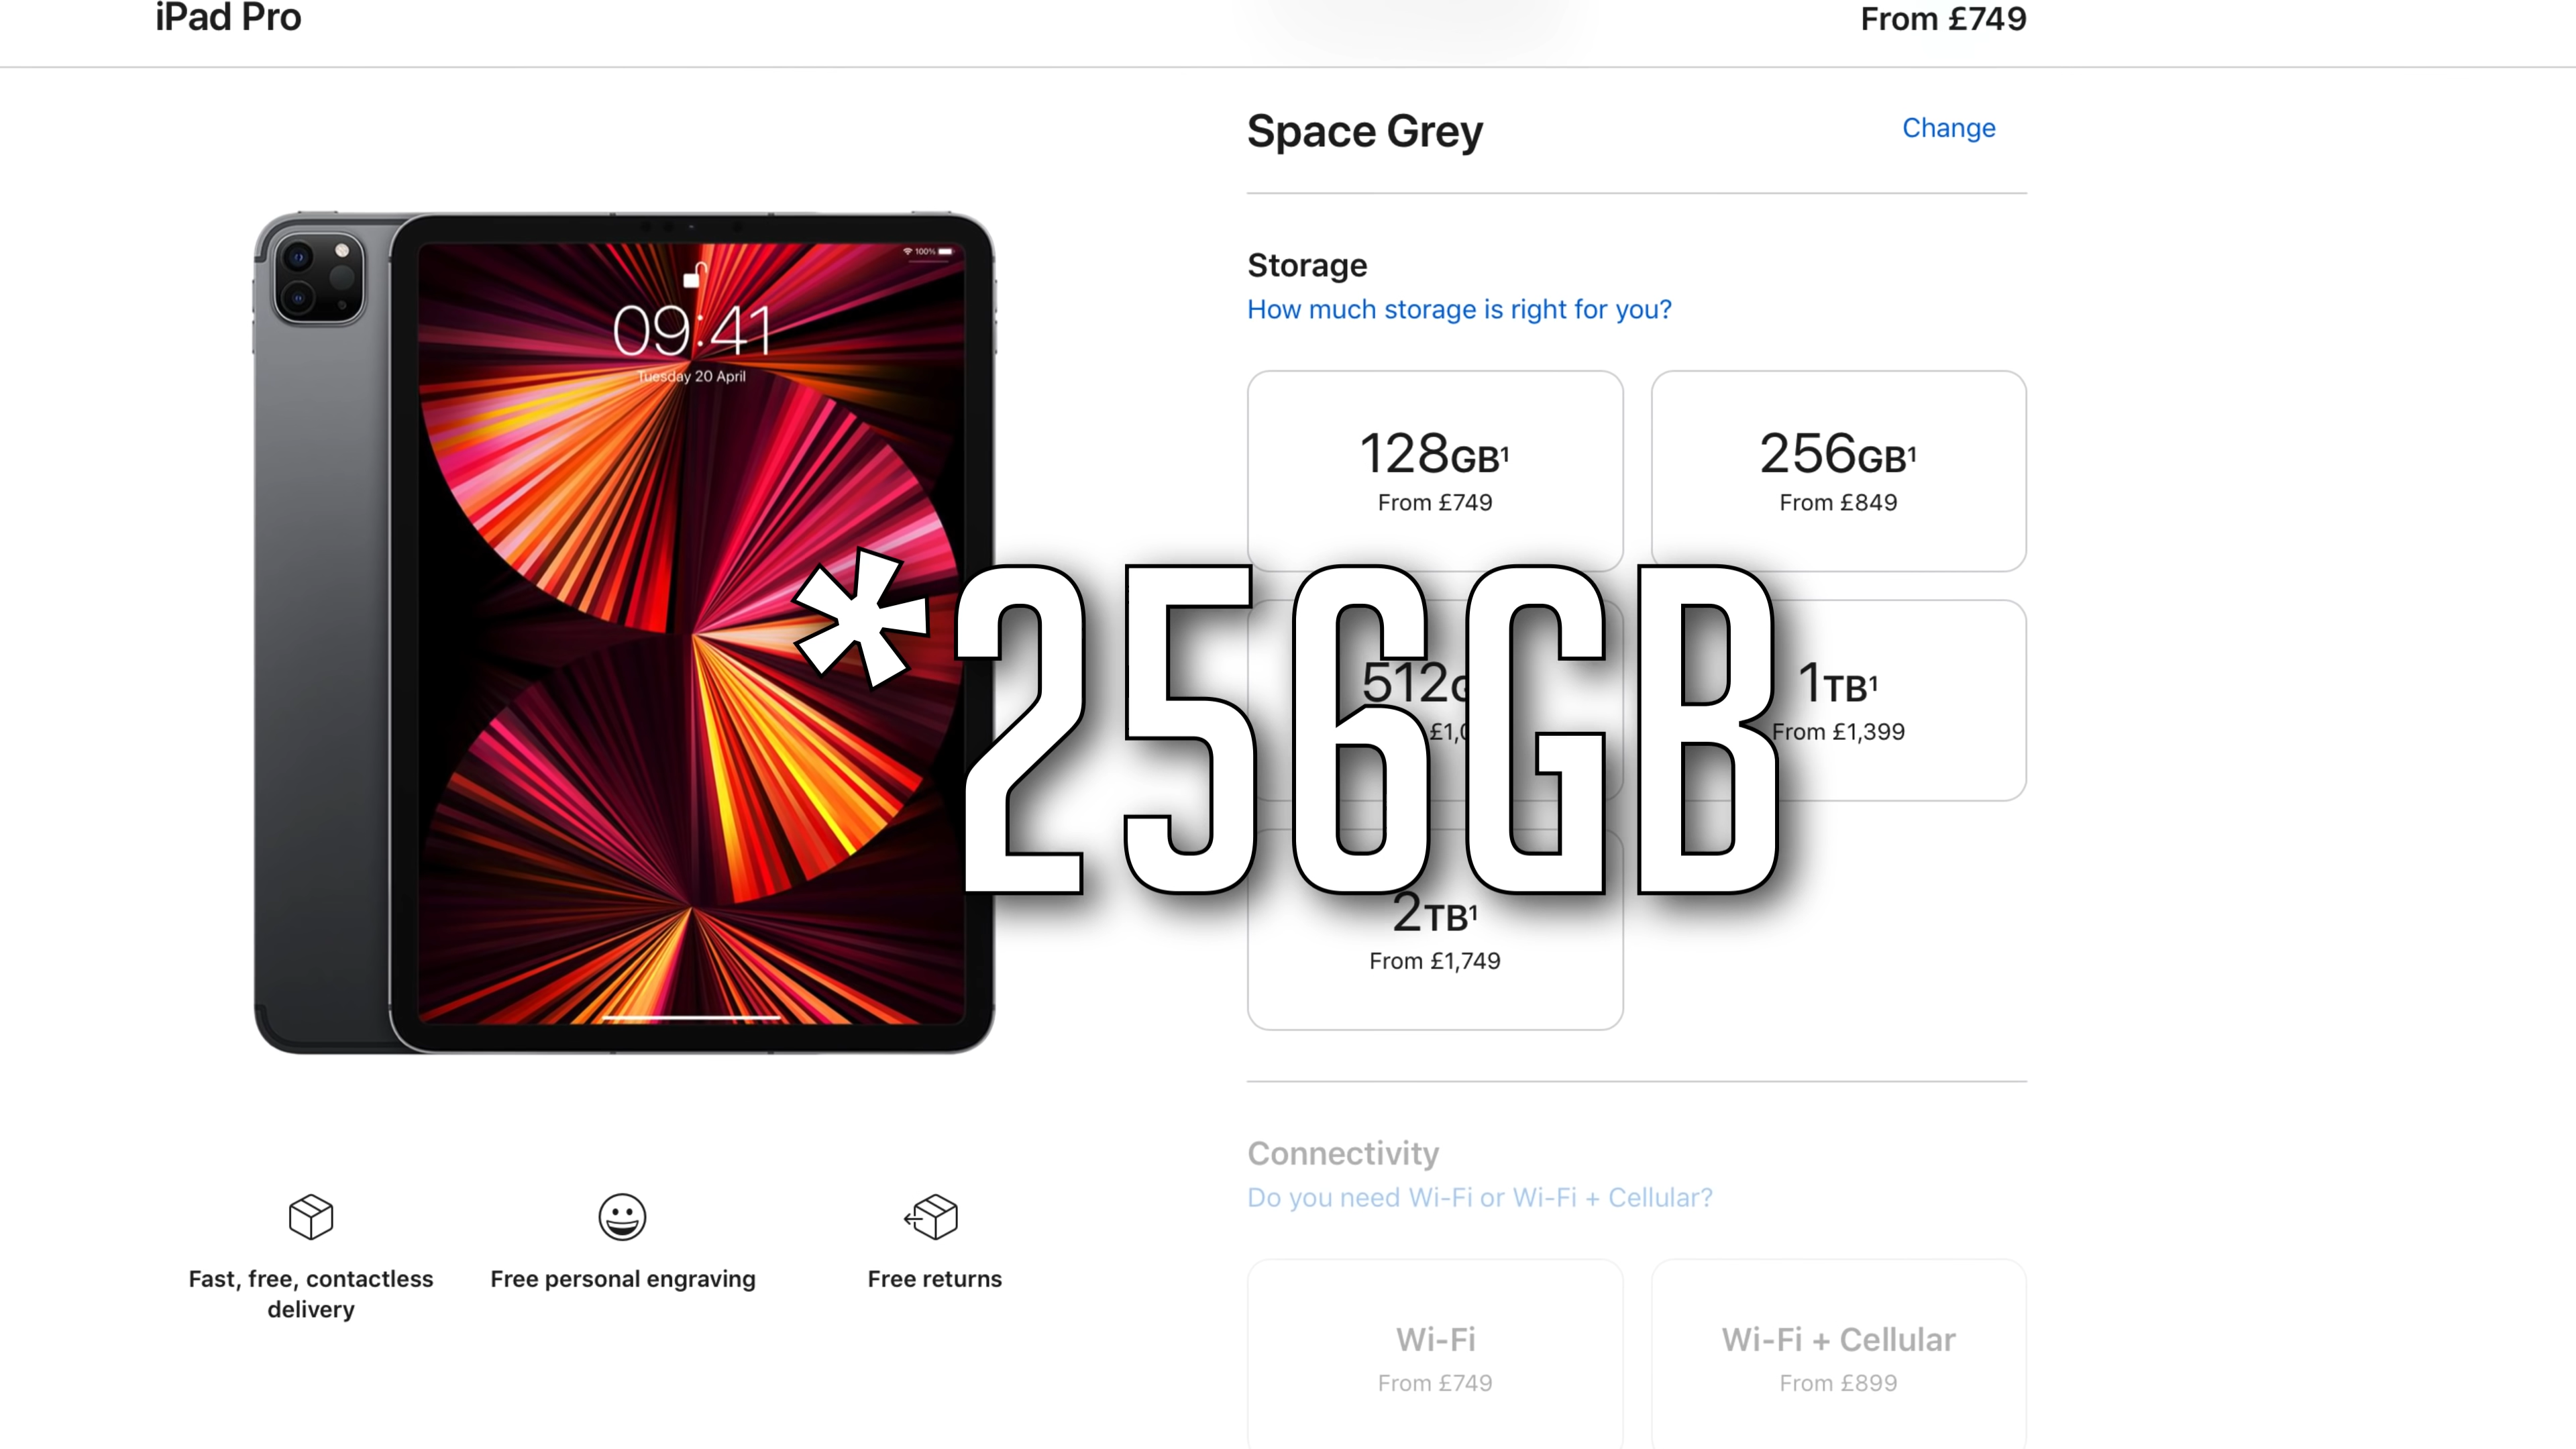 iPad Pro
From £749
Space Grey
Change
Storage
How much storage is right for you?
100%
09:41
Tuesday 20 April
128GB¹
From £749
256GB¹
From £849
*256GB
512
1TB¹
From £1,399
2TB¹
From £1,749
Connectivity
Do you need Wi-Fi or Wi-Fi + Cellular?
Wi-Fi
From £749
Wi-Fi + Cellular
From £899
Fast, free, contactless
delivery
Free personal engraving
Free returns